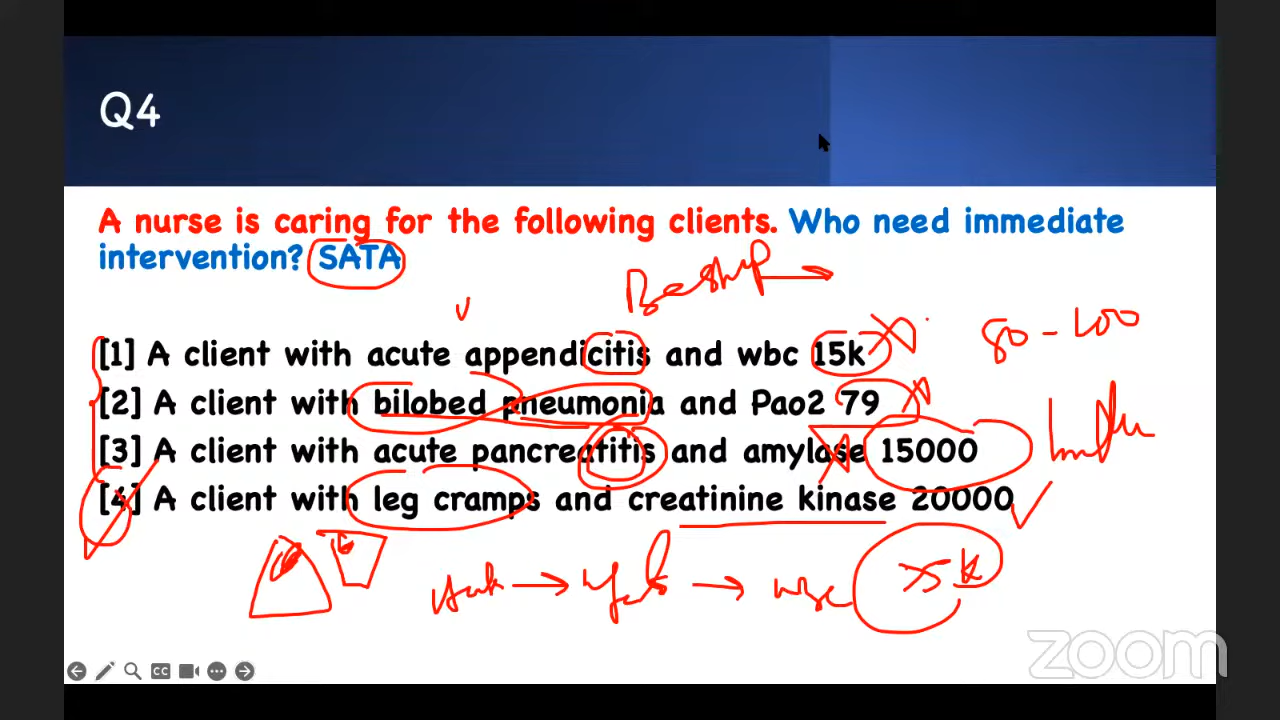 Q4
A nurse is caring for the following clients. Who need immediate
intervention? SATA
[1] A client with acute appendicitis and wbc 15k
80-100
[2] A client with bilobed pneumonia and Pao2 79
[3] A client with acute pancreatitis and amylase 15000
[4] A client with leg cramps and creatinine kinase 20000
wbc
CC
zoom